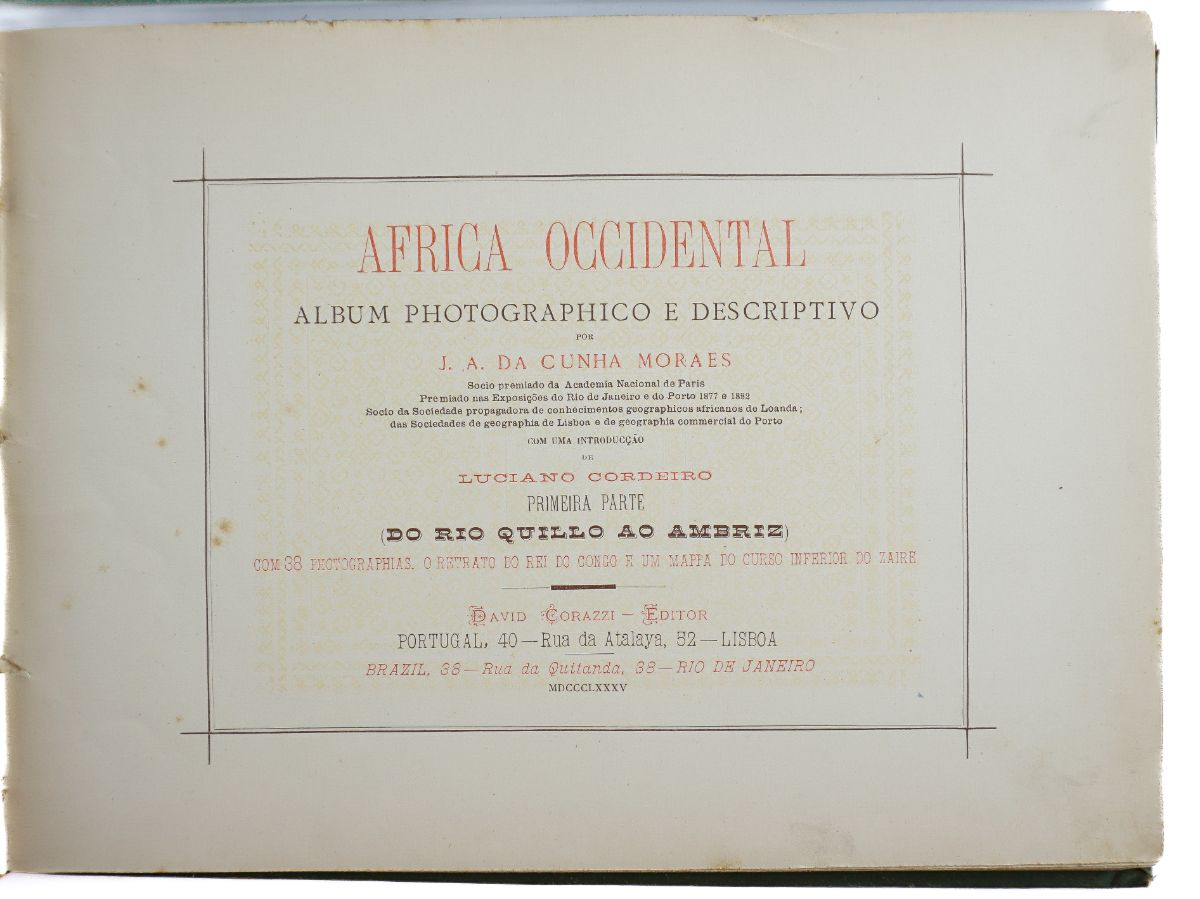 AFRICA OCCIDENTAL
ALBUM PHOTOGRAPHICO E DESCRIPTIVO
POR
J. A. DA CUNHA MORAES
Socio premiado da Academia Nacional de Paris
Premiado nas Exposições do Rio de Janeiro e do Porto 1877 e 1882
Socio da Sociedade propagadora de conhecimentos geographicos africanos de Loanda;
das Sociedades de geographia de Lisboa e de geographia commercial do Porto
COM UMA INTRODUCÇÃO
DE
LUCIANO CORDEIRO
PRIMEIRA PARTE
(DO RIO QUILLO AO AMBRIZ)
COM 38 PHOTOGRAPHIAS, O RETRATO DO REI DO CONGO E UM MAPPA DO CURSO INFERIOR DO ZAIRE
DAVID CORAZZI — EDITOR
PORTUGAL, 40 — Rua da Atalaya, 52 — LISBOA
BRAZIL, 38 — Rua da Quitanda, 38 — RIO DE JANEIRO
MDCCCLXXXV